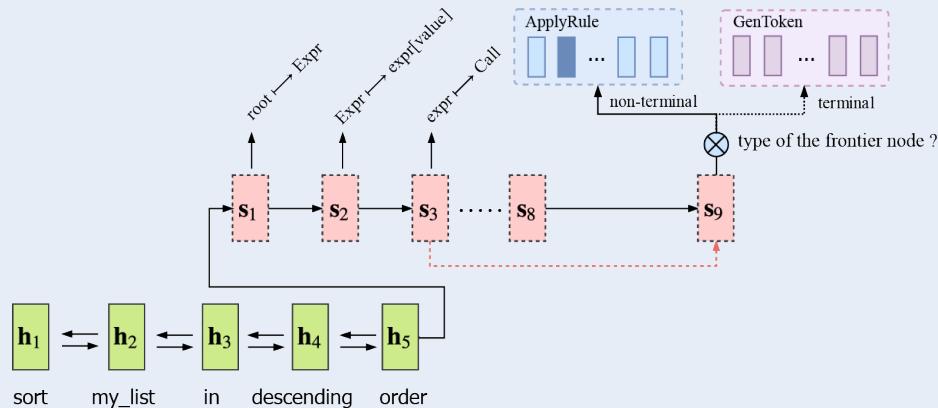 ApplyRule
GenToken
...
...
non-terminal
terminal
root ⟼ Expr
Expr ⟼ expr[value]
expr ⟼ Call
type of the frontier node ?
s1
s2
s3
.....
s8
s9
h1
h2
h3
h4
h5
sort
my_list
in
descending
order